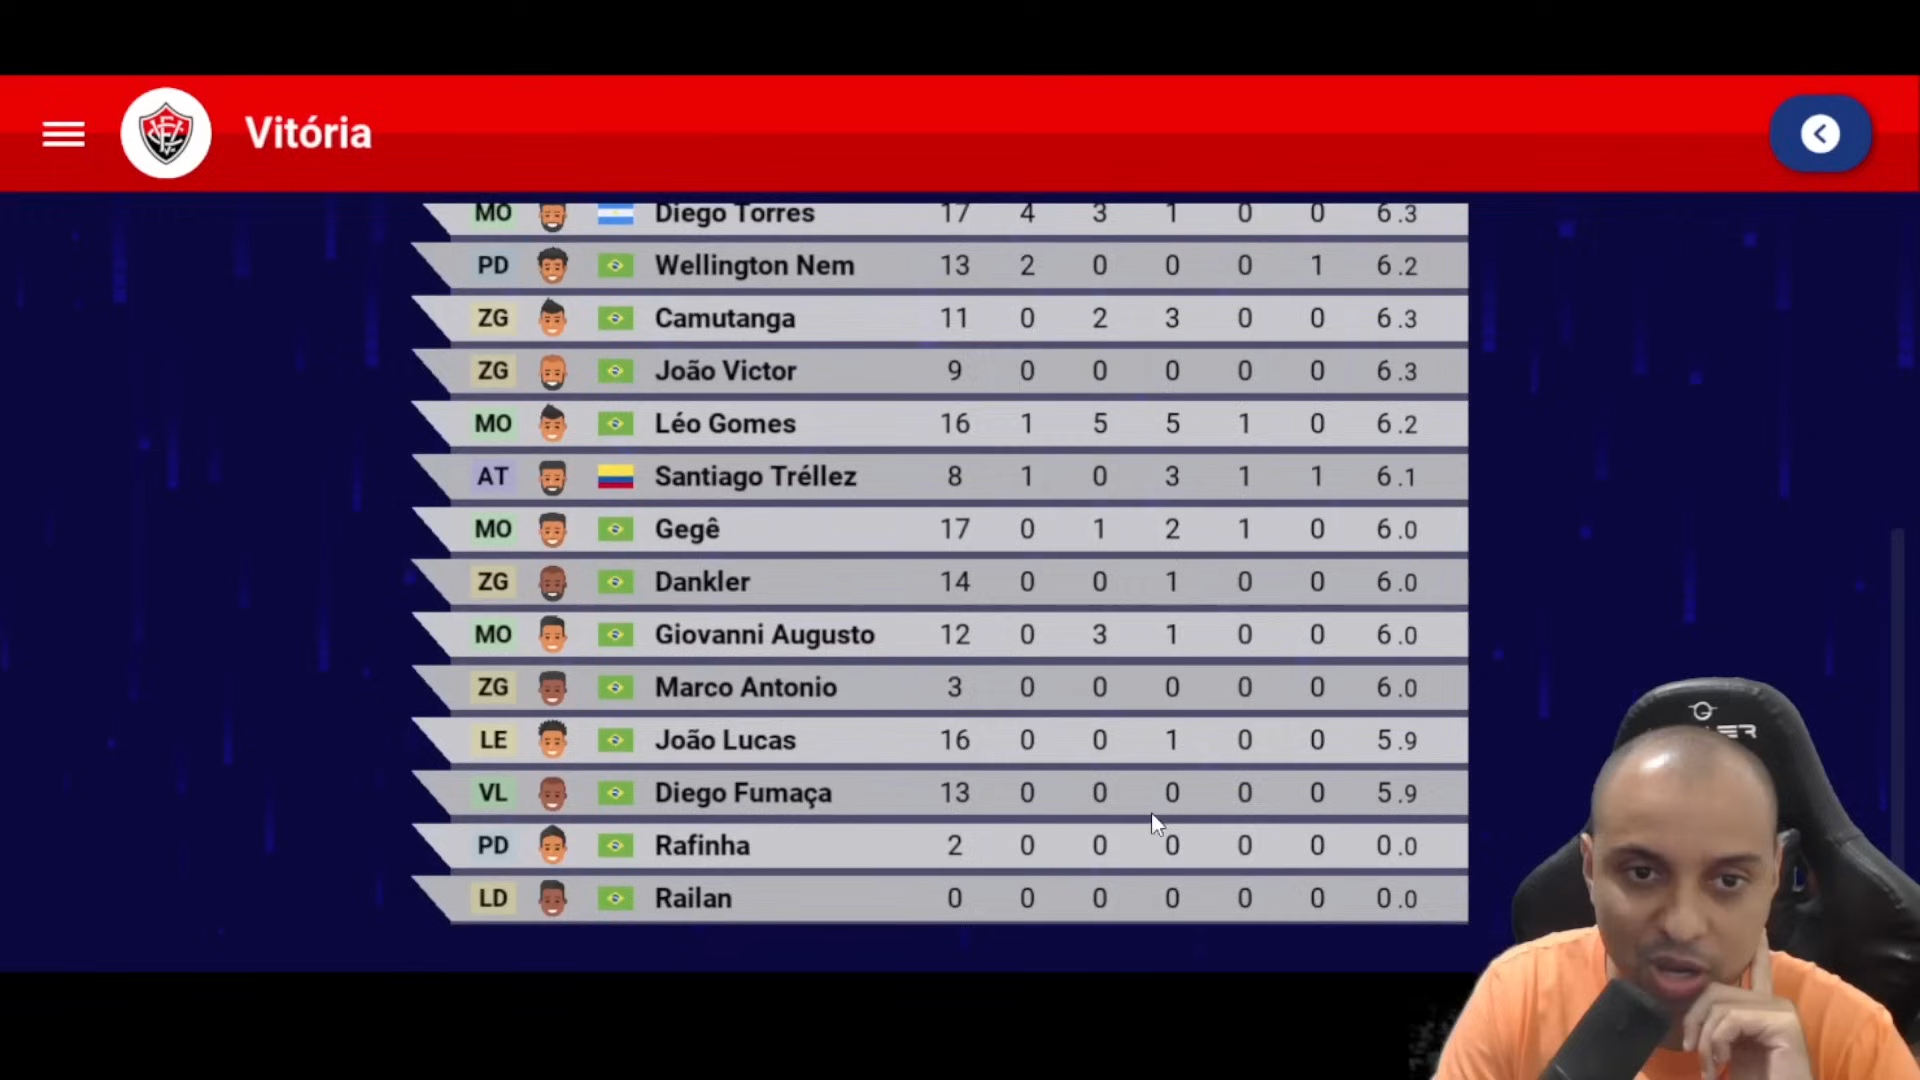 Vitória
MO Diego Torres 17 4 3 1 0 0 6.3
PD Wellington Nem 13 2 0 0 0 1 6.2
ZG Camutanga 11 0 2 3 0 0 6.3
ZG João Victor 9 0 0 0 0 0 6.3
MO Léo Gomes 16 1 5 5 1 0 6.2
AT Santiago Tréllez 8 1 0 3 1 1 6.1
MO Gegê 17 0 1 2 1 0 6.0
ZG Dankler 14 0 0 1 0 0 6.0
MO Giovanni Augusto 12 0 3 1 0 0 6.0
ZG Marco Antonio 3 0 0 0 0 0 6.0
LE João Lucas 16 0 0 1 0 0 5.9
VL Diego Fumaça 13 0 0 0 0 0 5.9
PD Rafinha 2 0 0 0 0 0 0.0
LD Railan 0 0 0 0 0 0 0.0